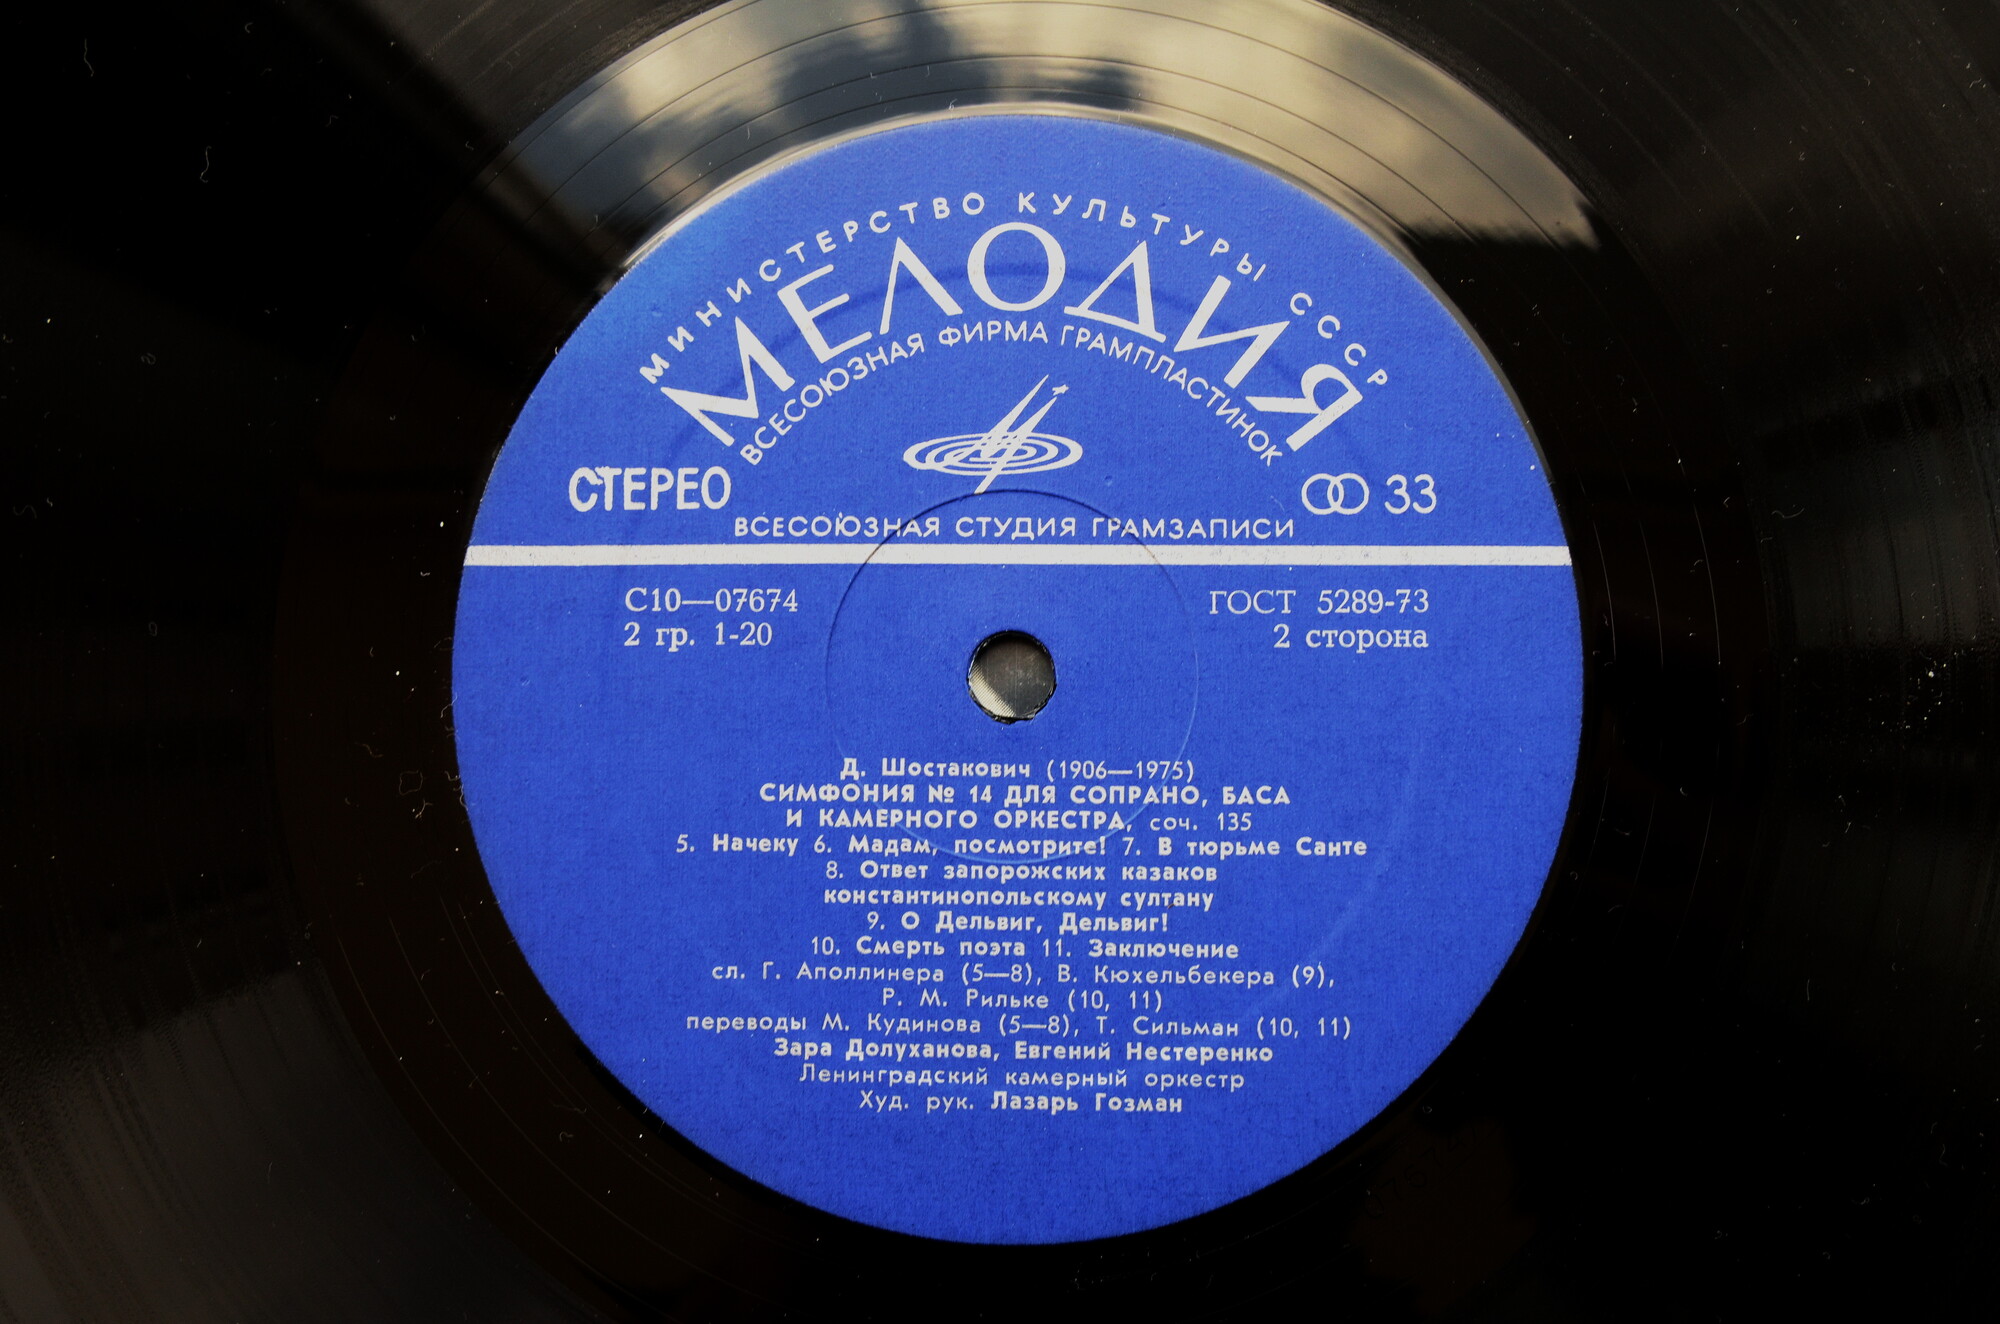 МИНИСТЕРСТВО КУЛЬТУРЫ СССР
МЕЛОДИЯ
ВСЕСОЮЗНАЯ ФИРМА ГРАМПЛАСТИНОК
СТЕРЕО 33
ВСЕСОЮЗНАЯ СТУДИЯ ГРАМЗАПИСИ
С10—07674 ГОСТ 5289-73
2 гр. 1-20 2 сторона
Д. Шостакович (1906—1975)
СИМФОНИЯ № 14 ДЛЯ СОПРАНО, БАСА
И КАМЕРНОГО ОРКЕСТРА, соч. 135
5. Начеку 6. Мадам, посмотрите! 7. В тюрьме Санте
8. Ответ запорожских казаков
константинопольскому султану
9. О Дельвиг, Дельвиг!
10. Смерть поэта 11. Заключение
сл. Г. Аполлинера (5—8), В. Кюхельбекера (9),
Р. М. Рильке (10, 11)
переводы М. Кудинова (5—8), Т. Сильман (10, 11)
Зара Долуханова, Евгений Нестеренко
Ленинградский камерный оркестр
Худ. рук. Лазарь Гозман